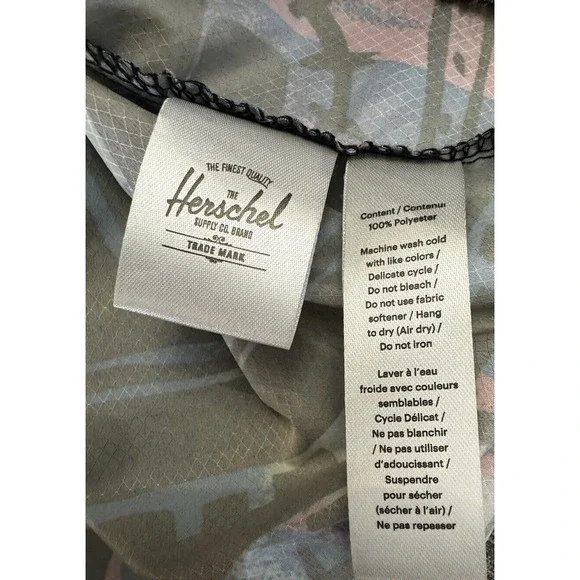 THE FINEST QUALITY
THE
Herschel
SUPPLY CO. BRAND
TRADE MARK
Content / Contenu:
100% Polyester
Machine wash cold
with like colors /
Delicate cycle /
Do not bleach /
Do not use fabric
softener / Hang
to dry (Air dry) /
Do not Iron
Laver à l'eau
froide avec couleurs
semblables /
Cycle Délicat /
Ne pas blanchir
/ Ne pas utiliser
d'adoucissant /
Suspendre
pour sécher
(sécher à l'air) /
Ne pas repasser